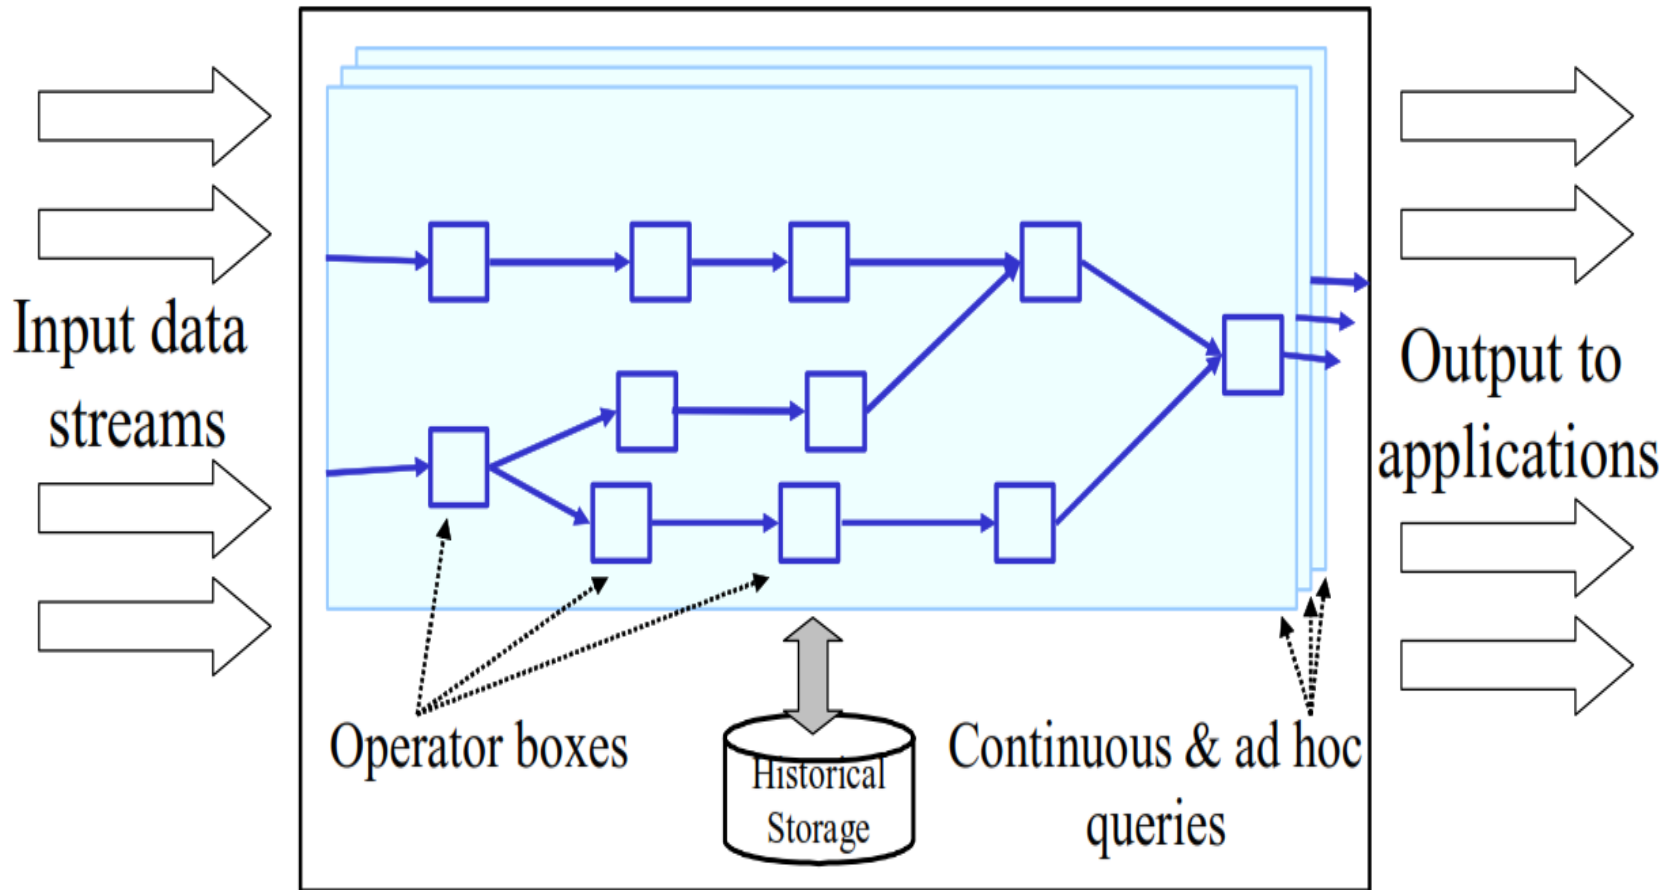 Input data
streams
Output to
applications
Operator boxes
Historical
Storage
Continuous & ad hoc
queries